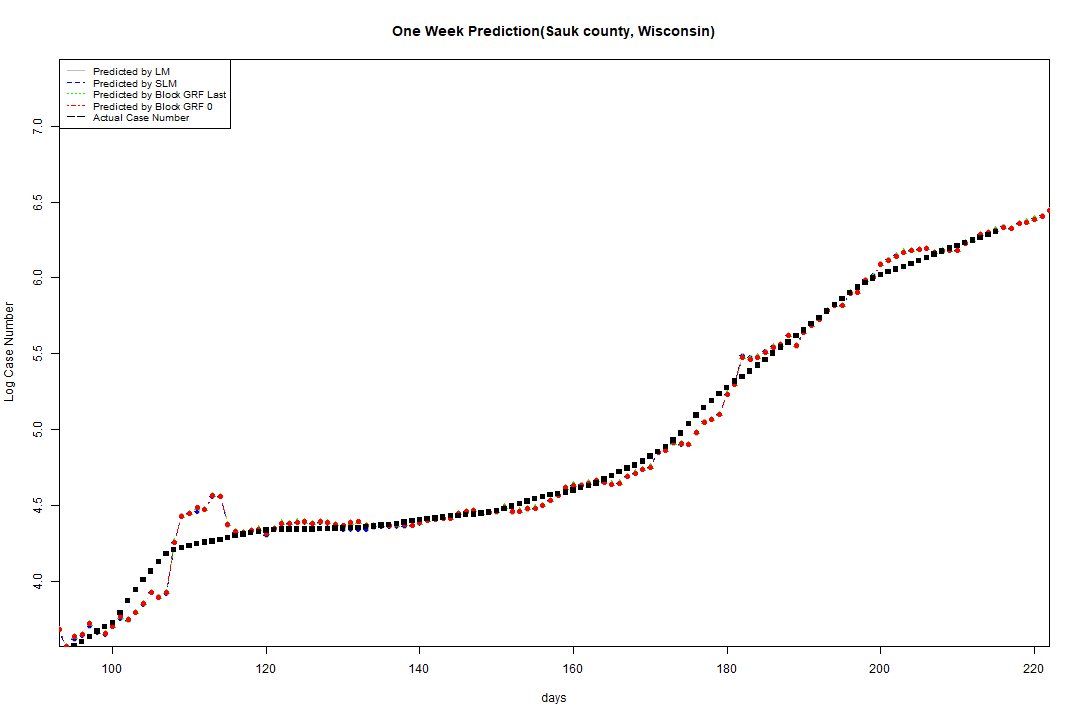 One Week Prediction(Sauk county, Wisconsin)
Predicted by LM
Predicted by SLM
Predicted by Block GRF Last
Predicted by Block GRF 0
Actual Case Number
7.0
6.5
6.0
5.5
5.0
4.5
4.0
Log Case Number
100 120 140 160 180 200 220
days